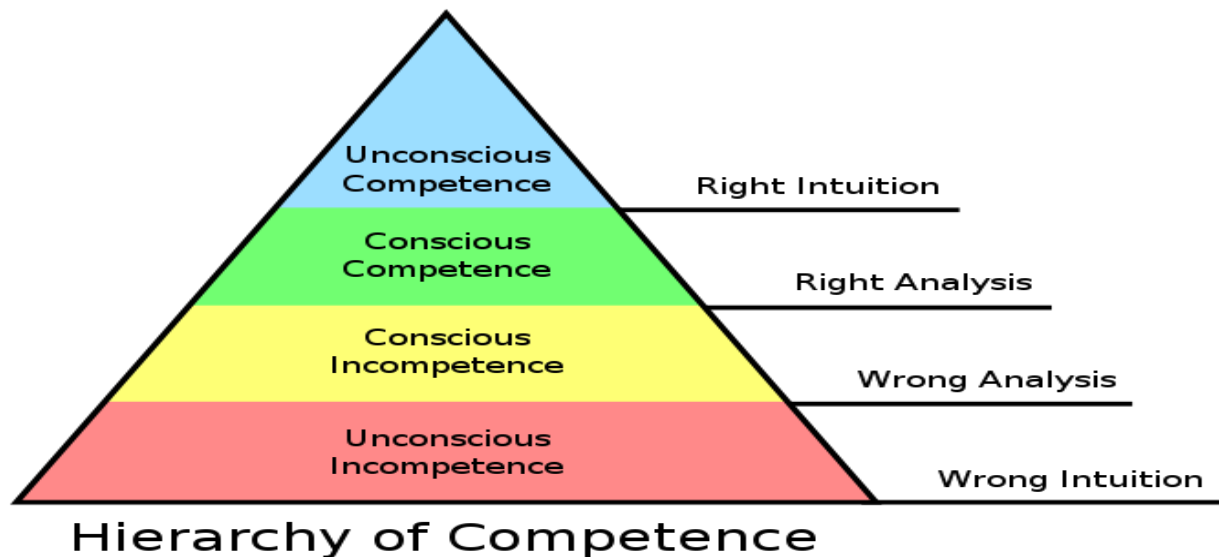 Unconscious
Competence
Right Intuition
Conscious
Competence
Right Analysis
Conscious
Incompetence
Wrong Analysis
Unconscious
Incompetence
Wrong Intuition
Hierarchy of Competence